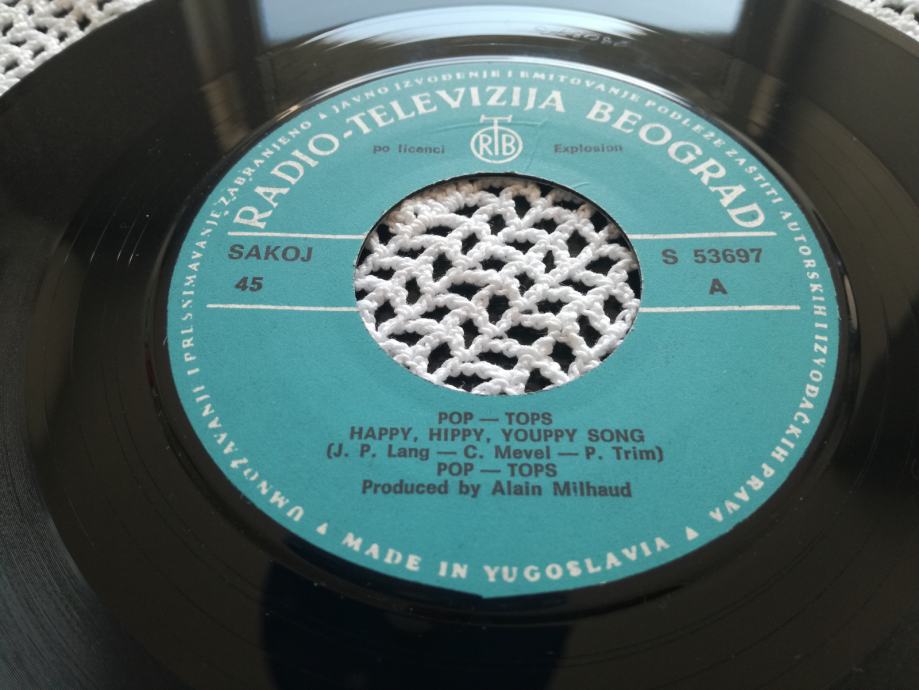 UMNOŽAVANJE I PRESNIMAVANJE ZABRANJENO ▲ JAVNO IZVOĐENJE I EMITOVANJE PODLEŽE ZAŠTITI AUTORSKIH I IZVOĐAČKIH PRAVA
RADIO-TELEVIZIJA BEOGRAD
po licenci RTB Explosion
SAKOJ S 53697
45 A
POP — TOPS
HAPPY, HIPPY, YOUPPY SONG
(J. P. Lang — C. Mevel — P. Trim)
POP — TOPS
Produced by Alain Milhaud
▲ MADE IN YUGOSLAVIA ▲